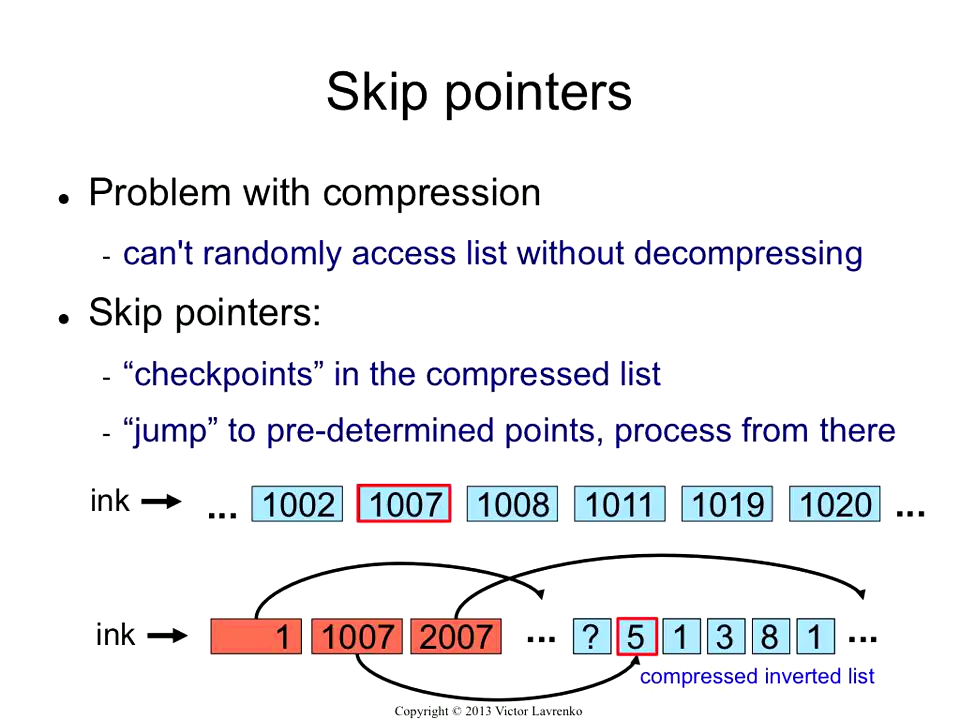 Skip pointers
● Problem with compression
- can't randomly access list without decompressing
● Skip pointers:
- “checkpoints” in the compressed list
- “jump” to pre-determined points, process from there
ink ... 1002 1007 1008 1011 1019 1020 ...
ink 1 1007 2007 ... ? 5 1 3 8 1 ...
compressed inverted list
Copyright © 2013 Victor Lavrenko